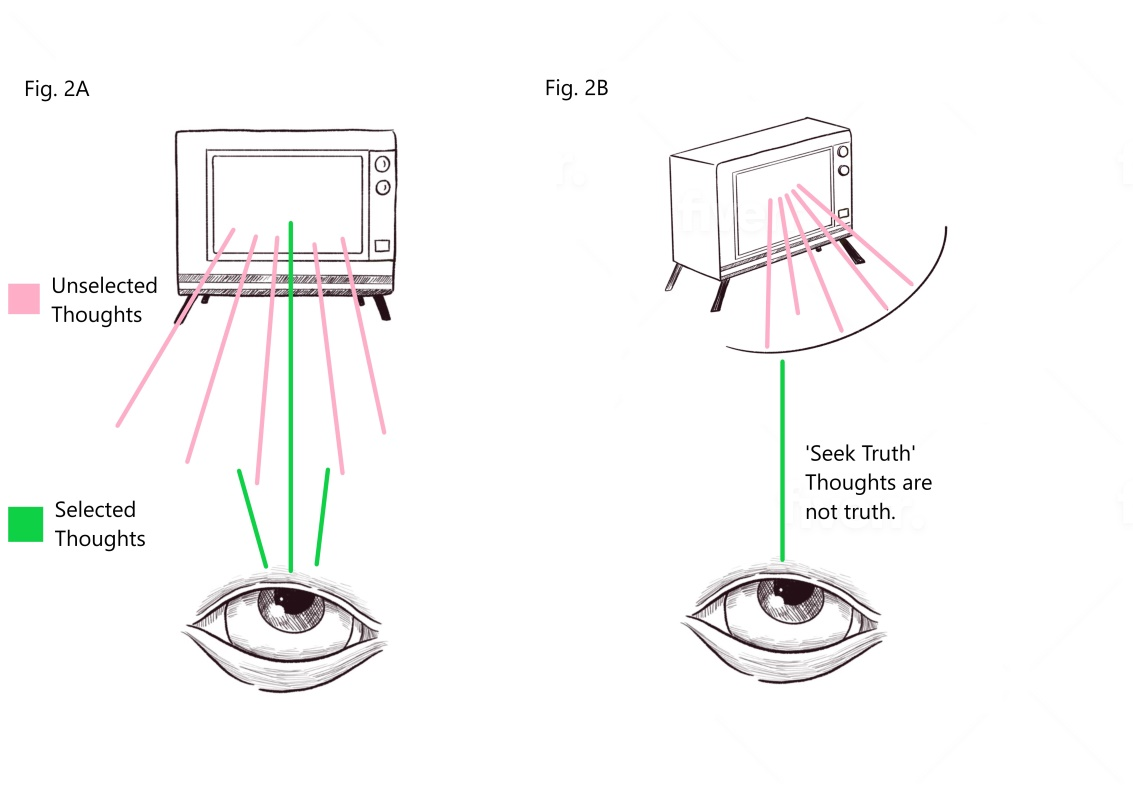 Fig. 2A
Fig. 2B
Unselected
Thoughts
Selected
Thoughts
'Seek Truth'
Thoughts are
not truth.